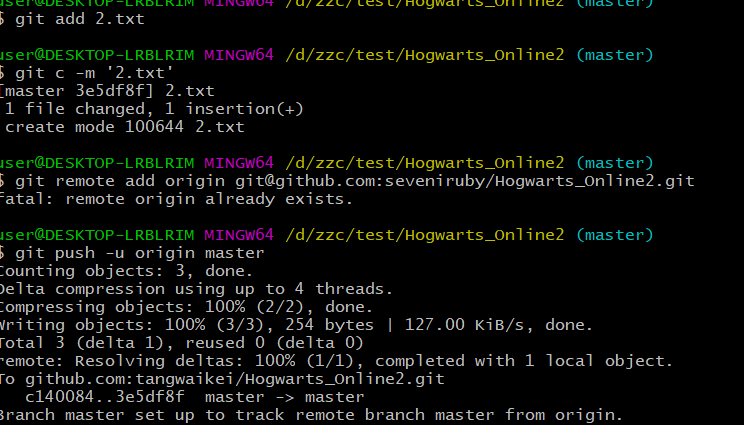 $ git add 2.txt
user@DESKTOP-LRBLRIM MINGW64 /d/zzc/test/Hogwarts_Online2 (master)
$ git c -m '2.txt'
[master 3e5df8f] 2.txt
1 file changed, 1 insertion(+)
create mode 100644 2.txt
user@DESKTOP-LRBLRIM MINGW64 /d/zzc/test/Hogwarts_Online2 (master)
$ git remote add origin git@github.com:seveniruby/Hogwarts_Online2.git
fatal: remote origin already exists.
user@DESKTOP-LRBLRIM MINGW64 /d/zzc/test/Hogwarts_Online2 (master)
$ git push -u origin master
Counting objects: 3, done.
Delta compression using up to 4 threads.
Compressing objects: 100% (2/2), done.
Writing objects: 100% (3/3), 254 bytes | 127.00 KiB/s, done.
Total 3 (delta 1), reused 0 (delta 0)
remote: Resolving deltas: 100% (1/1), completed with 1 local object.
To github.com:tangwaikei/Hogwarts_Online2.git
c140084..3e5df8f  master -> master
Branch master set up to track remote branch master from origin.